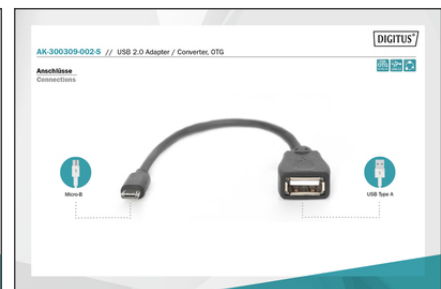 DIGITUS®
AK-300309-002-S // USB 2.0 Adapter / Converter, OTG
Anschlüsse
Connections
Micro-B
USB Type A